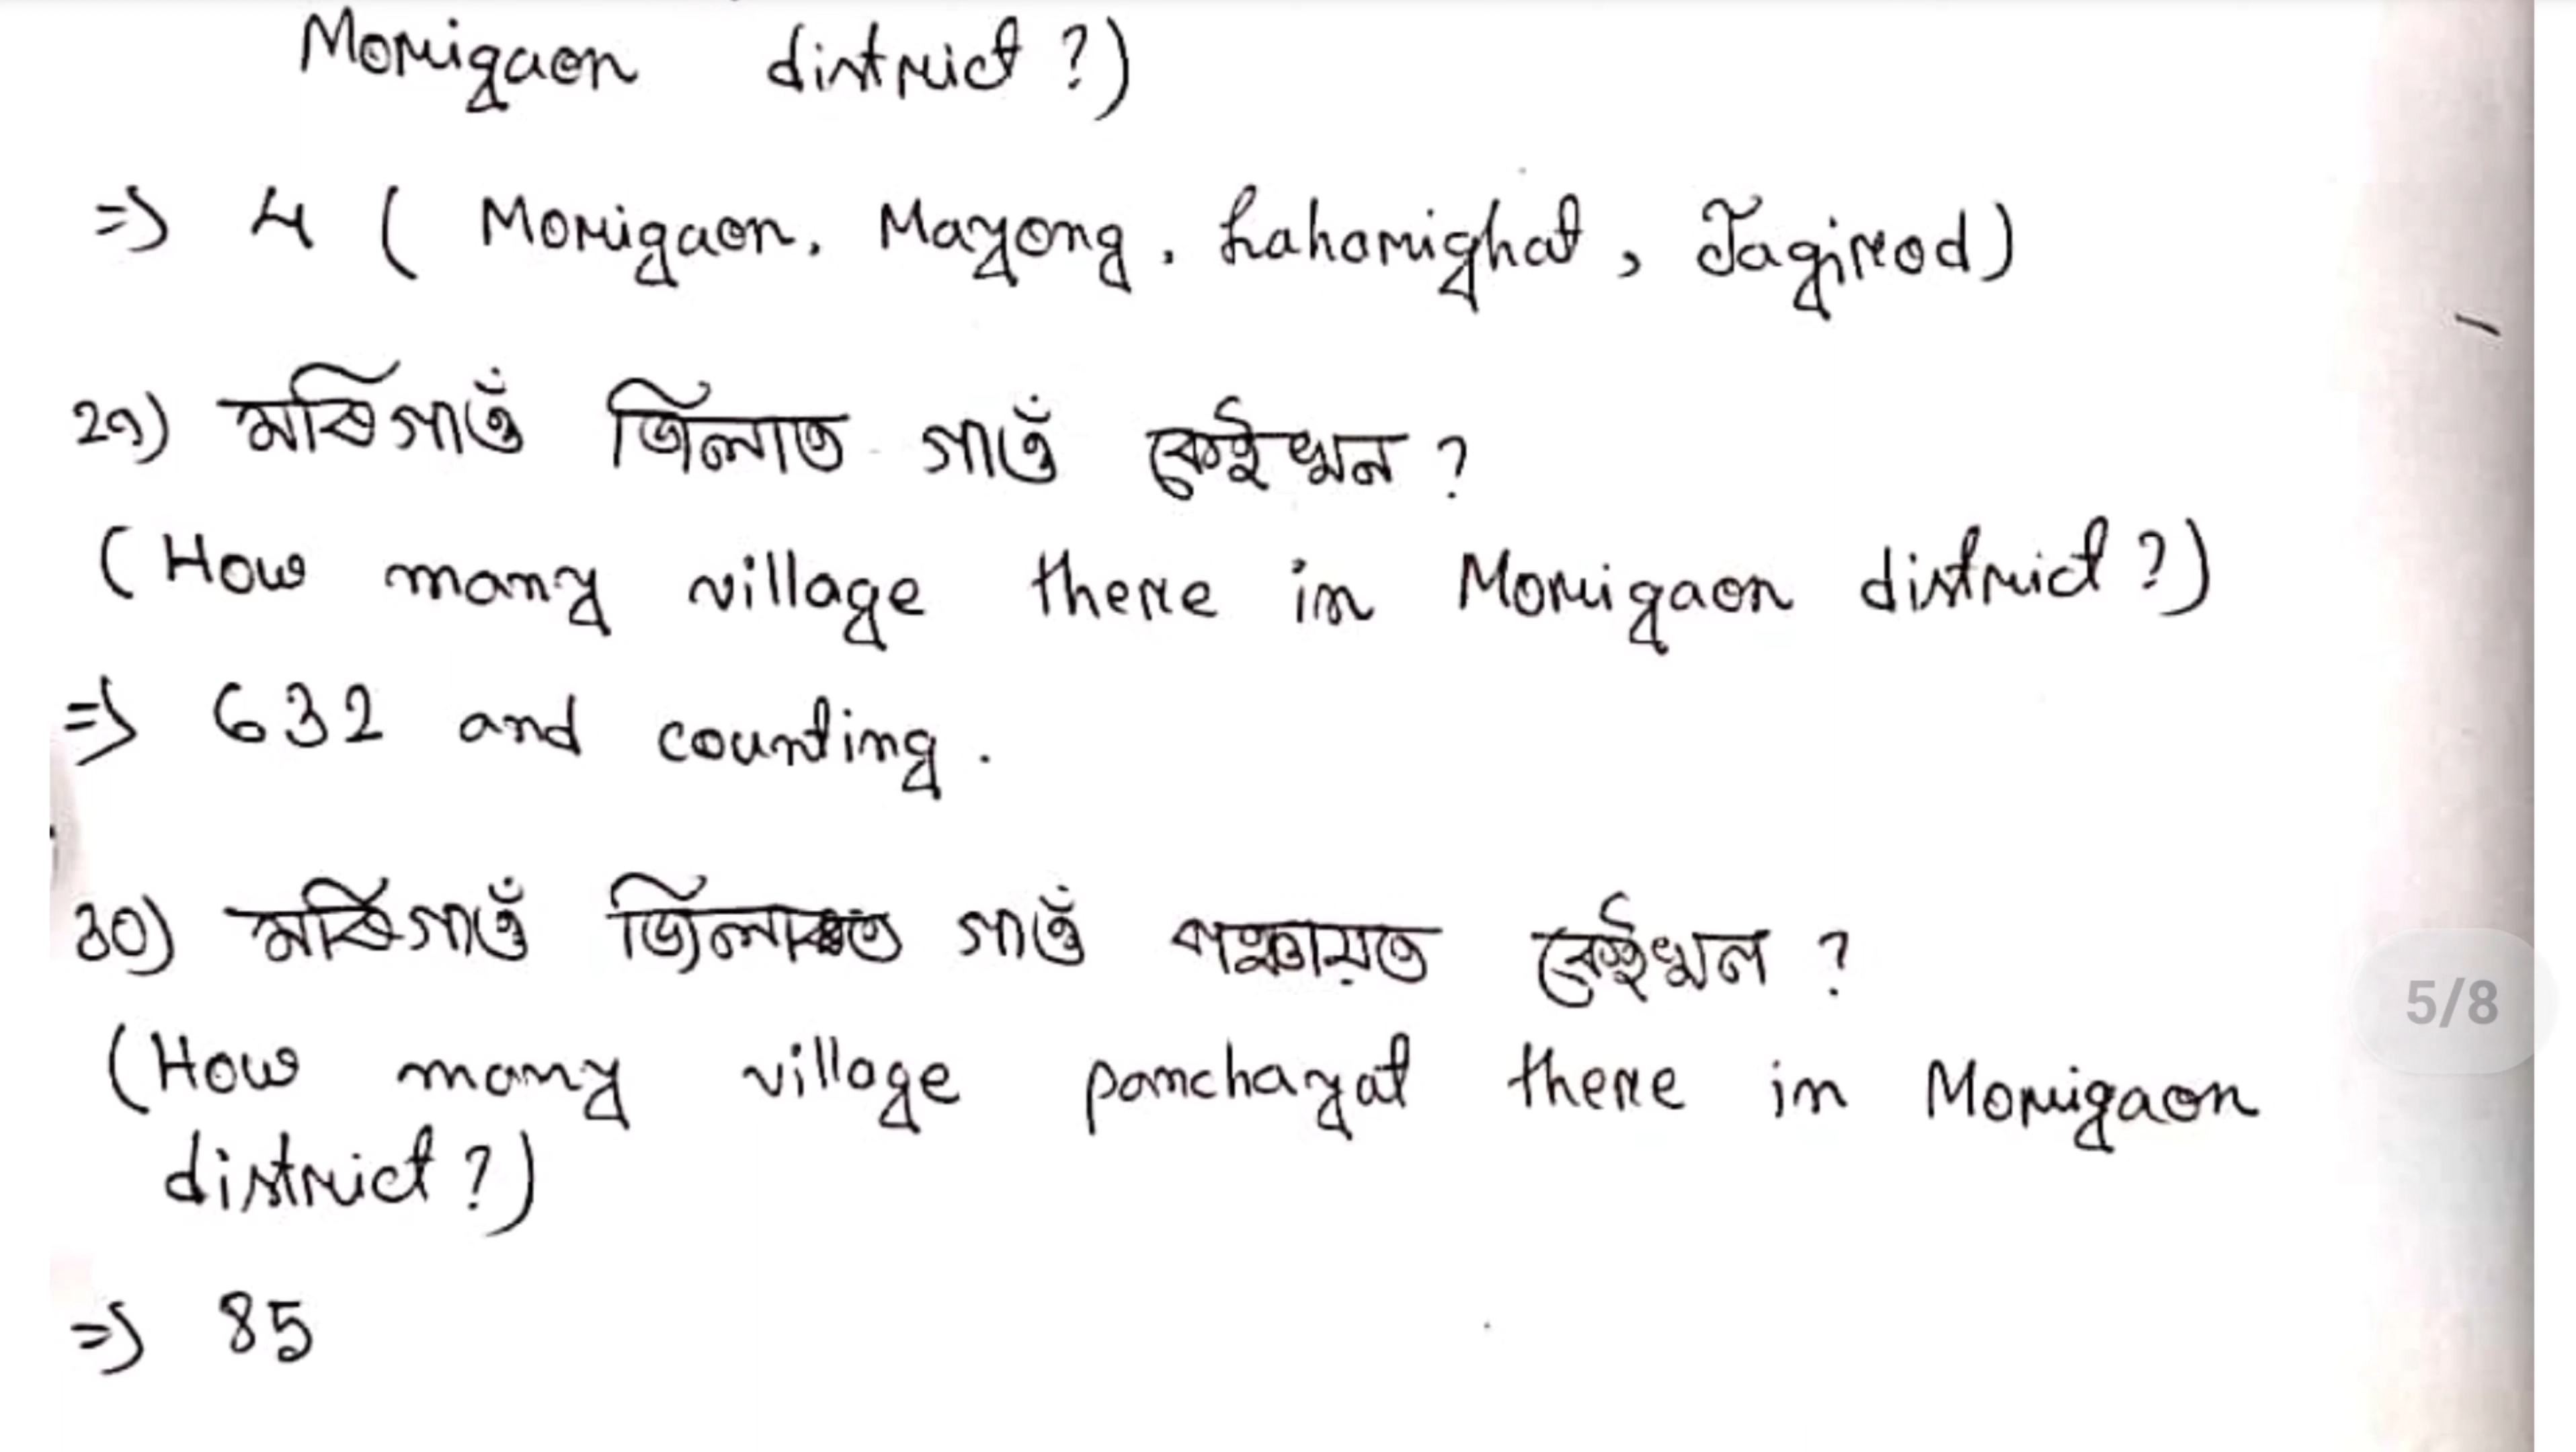 Morigaon district?)
=> 4 ( Morigaon, Mayong, Lahorighat, Jagirod)
29) মৰিগাওঁ জিলাত গাওঁ কেইখন ?
(How many village there in Morigaon district?)
=> 632 and counting.
30) মৰিগাওঁ জিলাত গাওঁ পঞ্চায়ত কেইখন ?
(How many village panchayat there in Morigaon
district?)
=> 85
5/8